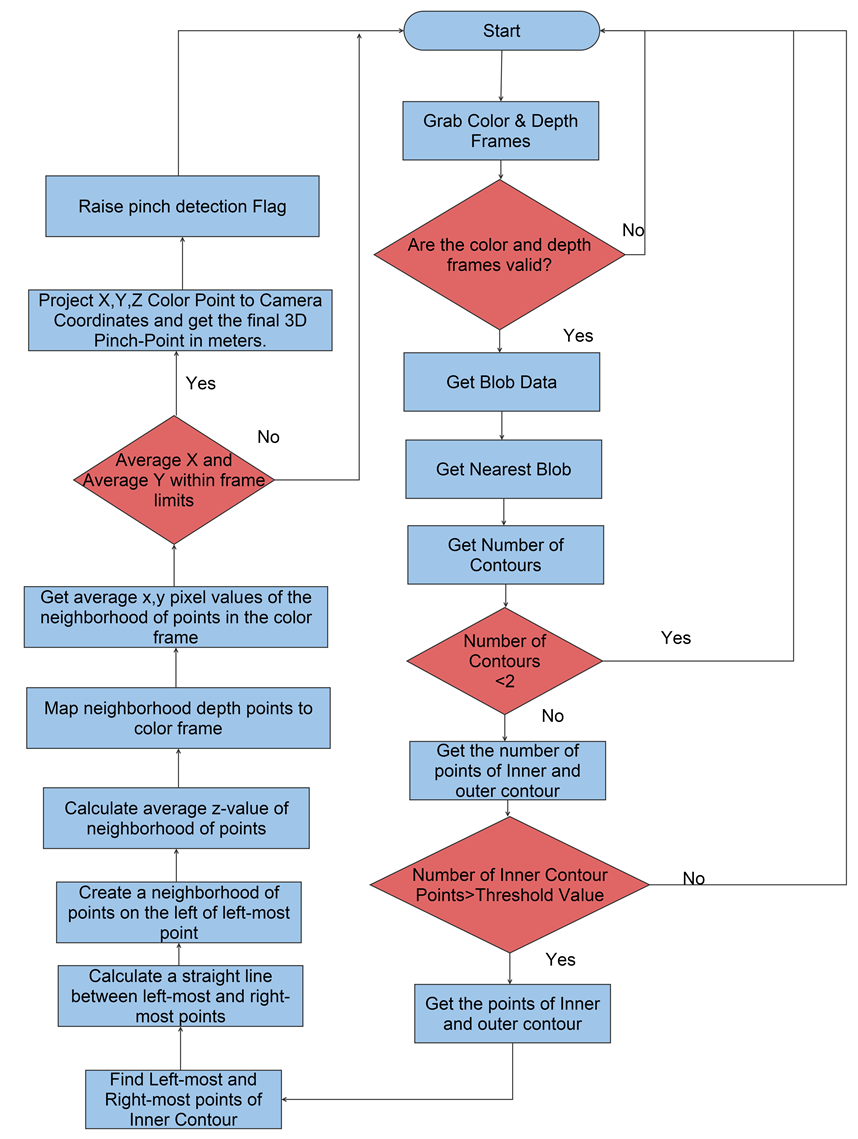 Start
Grab Color & Depth
Frames
Are the color and depth
frames valid?
No
Yes
Get Blob Data
Get Nearest Blob
Get Number of
Contours
Number of
Contours
<2
Yes
No
Get the number of
points of Inner and
outer contour
Number of Inner Contour
Points>Threshold Value
No
Yes
Get the points of Inner
and outer contour
Find Left-most and
Right-most points of
Inner Contour
Calculate a straight line
between left-most and right-
most points
Create a neighborhood of
points on the left of left-most
point
Calculate average z-value of
neighborhood of points
Map neighborhood depth points to
color frame
Get average x,y pixel values of the
neighborhood of points in the color
frame
Average X and
Average Y within frame
limits
No
Yes
Project X,Y,Z Color Point to Camera
Coordinates and get the final 3D
Pinch-Point in meters.
Raise pinch detection Flag